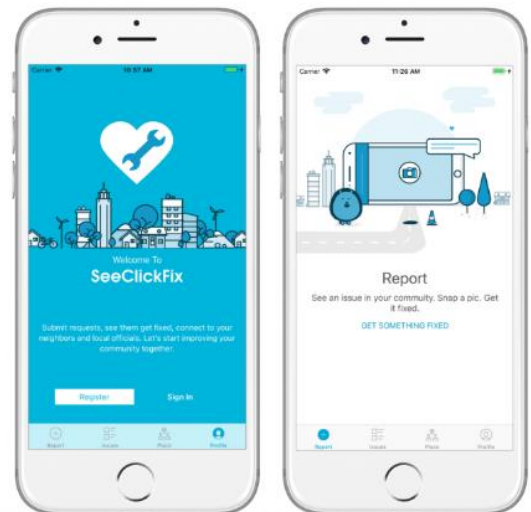 Carrier
10:57 AM
Welcome To
SeeClickFix
Submit requests, see them get fixed, connect to your
neighbors and local officials. Let's start improving your
community together.
Register
Sign In
Report
Issues
Place
Profile
Carrier
11:26 AM
Report
See an issue in your commuity. Snap a pic. Get
it fixed.
GET SOMETHING FIXED
Report
Issues
Place
Profile